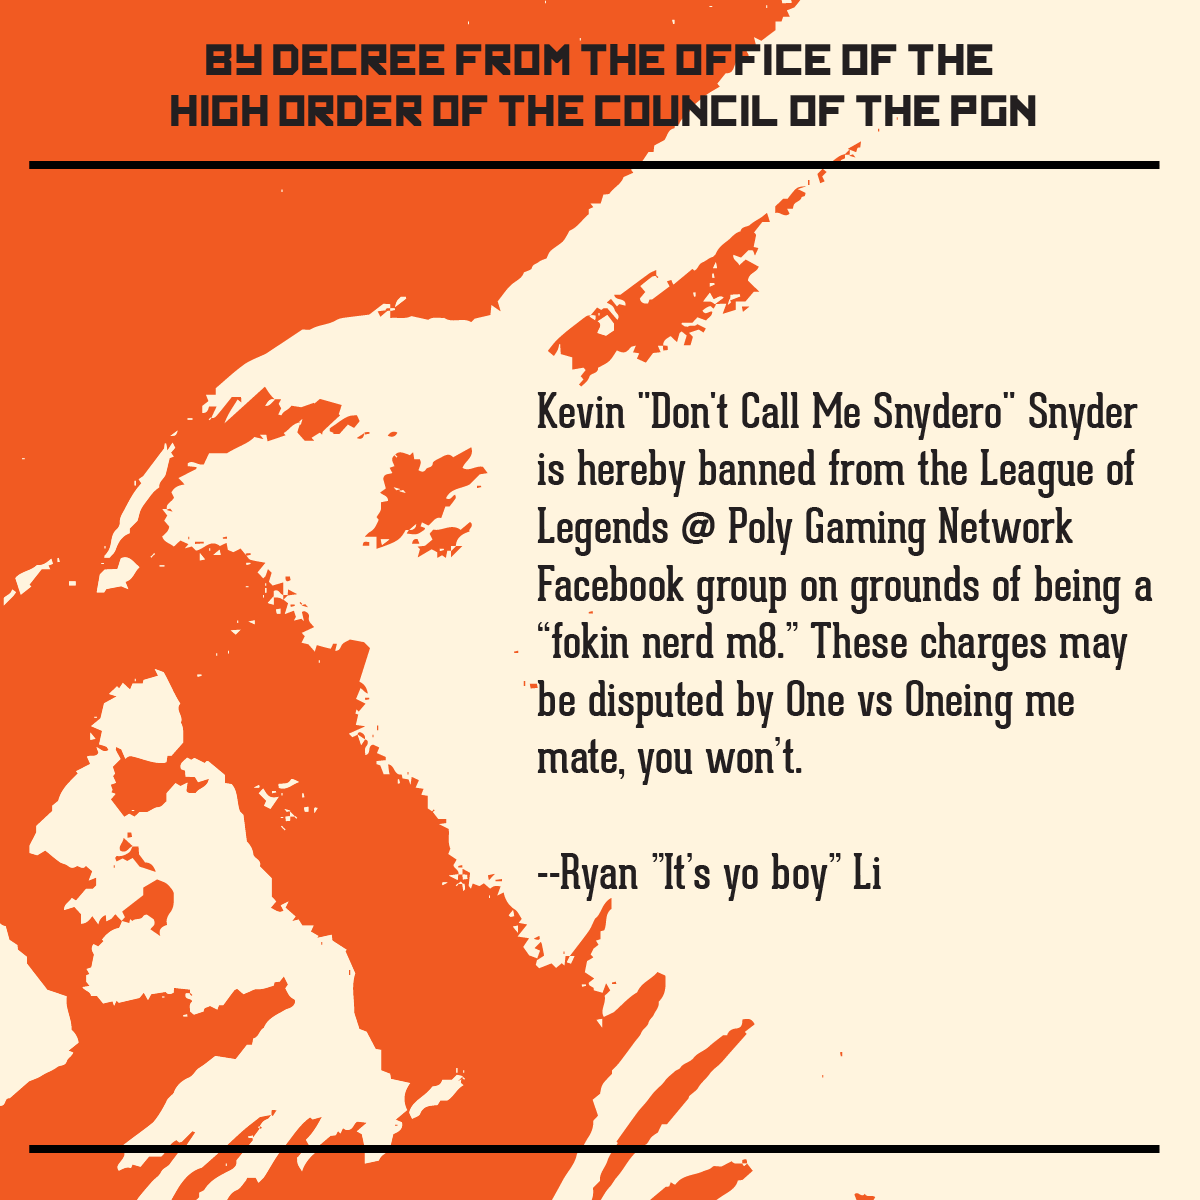 BY DECREE FROM THE OFFICE OF THE
HIGH ORDER OF THE COUNCIL OF THE PGN
Kevin "Don't Call Me Snydero" Snyder
is hereby banned from the League of
Legends @ Poly Gaming Network
Facebook group on grounds of being a
“fokin nerd m8.” These charges may
be disputed by One vs Oneing me
mate, you won’t.
--Ryan ”It’s yo boy” Li